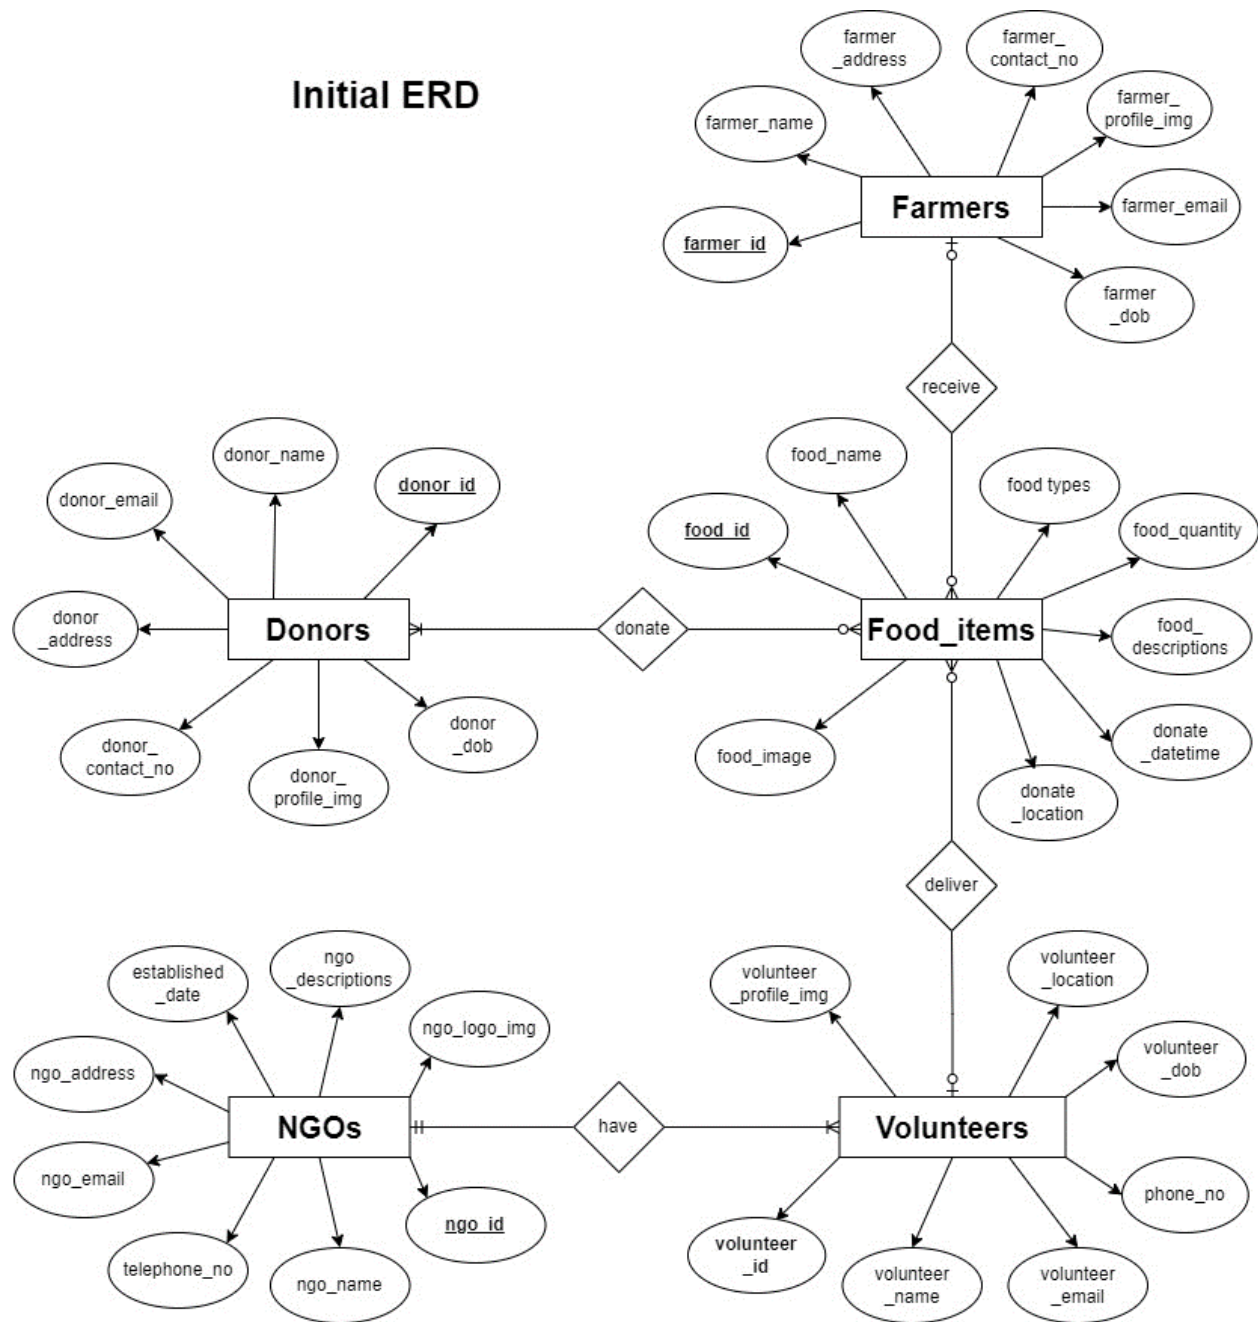 Initial ERD
farmer
_address
farmer_
contact_no
farmer_name
farmer_
profile_img
farmer_id
Farmers
farmer_email
farmer
_dob
receive
donor_name
donor_id
donor_email
food_name
food types
food_id
food_quantity
donor
_address
Donors
donate
Food_items
food_
descriptions
donor_
contact_no
donor_
profile_img
donor
_dob
food_image
donate
_location
donate
_datetime
deliver
established
_date
ngo
_descriptions
ngo_logo_img
ngo_address
NGOs
have
ngo_email
telephone_no
ngo_name
ngo_id
volunteer
_profile_img
volunteer
_location
volunteer
_dob
Volunteers
phone_no
volunteer
_id
volunteer
_name
volunteer
_email